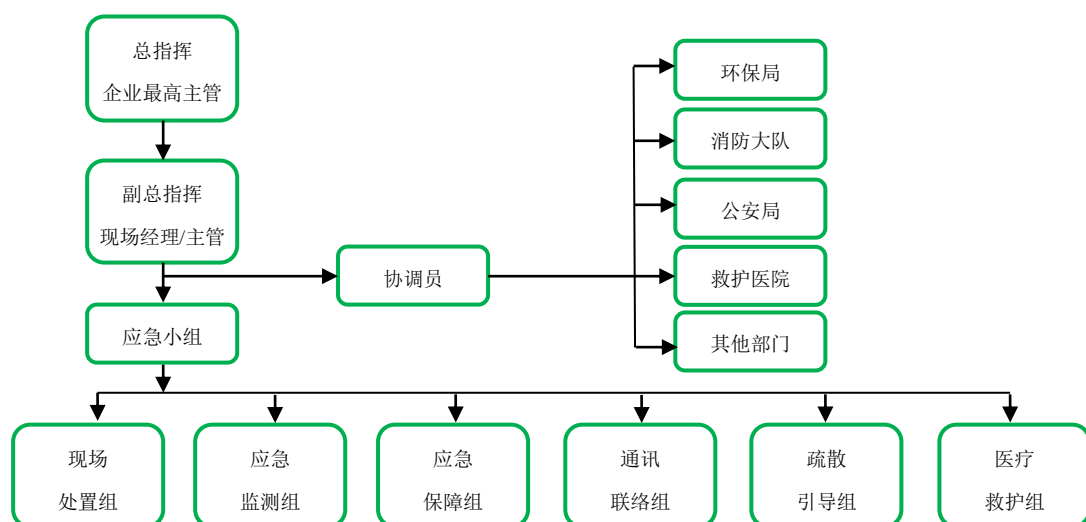 总指挥
企业最高主管
副总指挥
现场经理/主管
协调员
应急小组
环保局
消防大队
公安局
救护医院
其他部门
现场
处置组
应急
监测组
应急
保障组
通讯
联络组
疏散
引导组
医疗
救护组